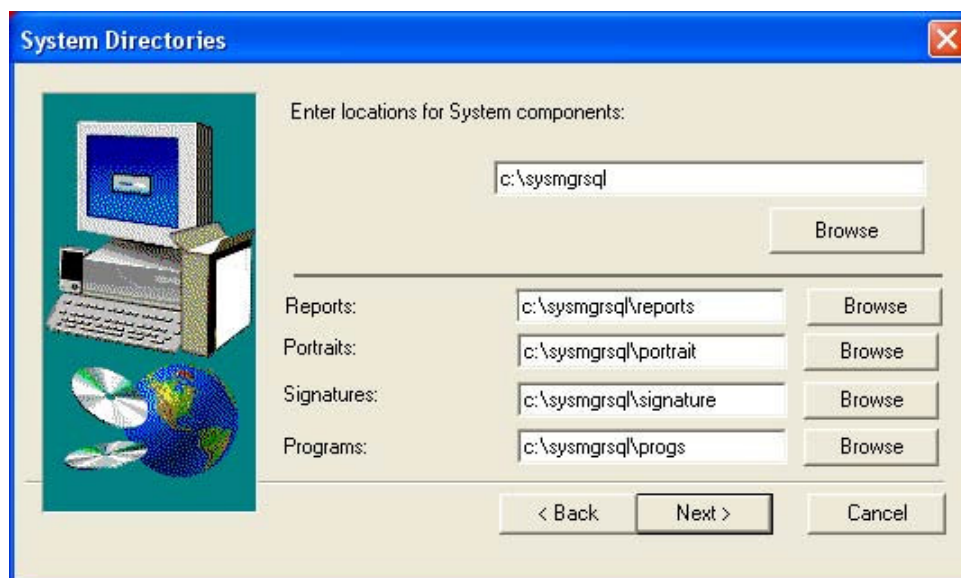 System Directories
Enter locations for System components:
c:\sysmgrsql
Browse
Reports: c:\sysmgrsql\reports Browse
Portraits: c:\sysmgrsql\portrait Browse
Signatures: c:\sysmgrsql\signature Browse
Programs: c:\sysmgrsql\progs Browse
< Back Next > Cancel